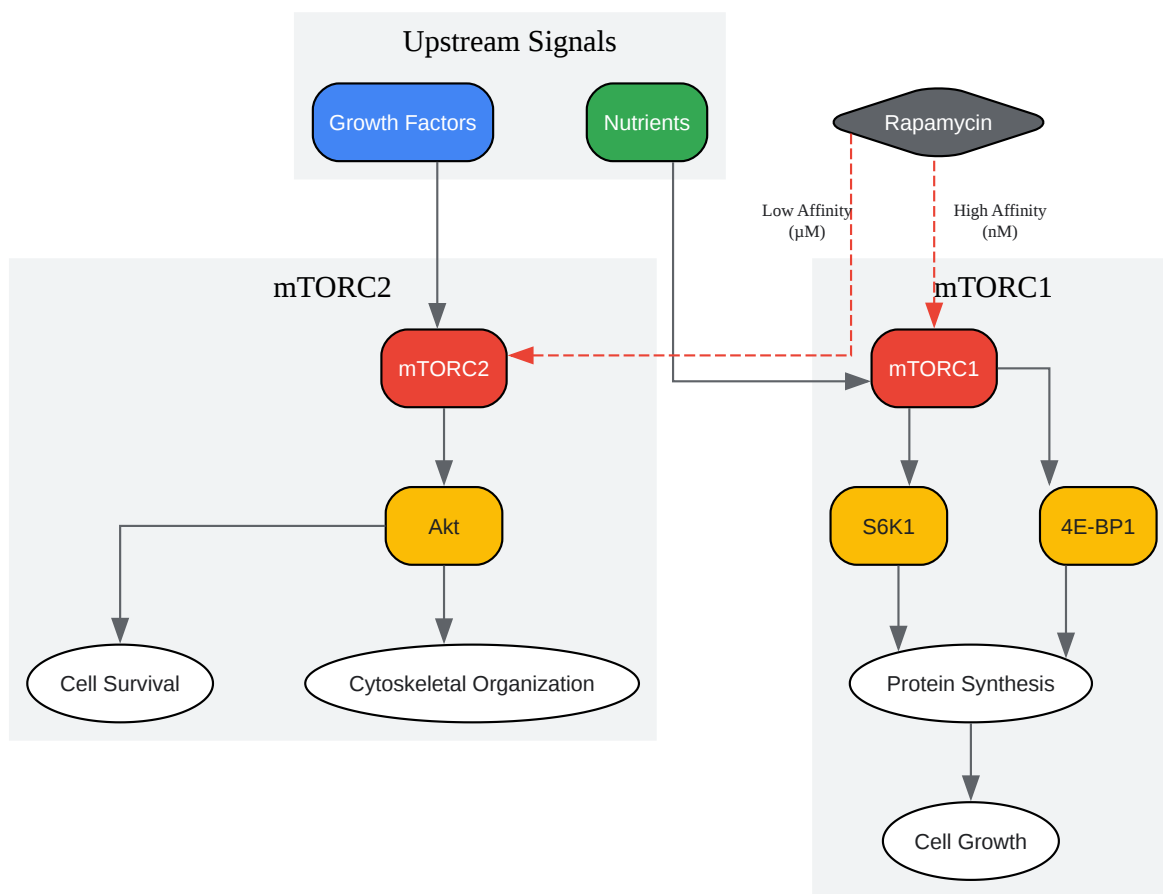 Upstream Signals
Growth Factors
Nutrients
Rapamycin
Low Affinity
(µM)
High Affinity
(nM)
mTORC2
mTORC1
mTORC2
mTORC1
Akt
S6K1
4E-BP1
Cell Survival
Cytoskeletal Organization
Protein Synthesis
Cell Growth